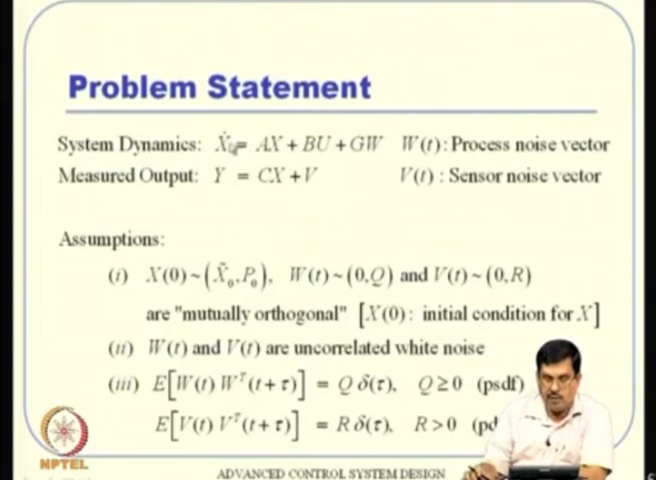 Problem Statement
System Dynamics: Ẋ = AX + BU + GW W(t): Process noise vector
Measured Output: Y = CX + V V(t) : Sensor noise vector
Assumptions:
(i) X(0) ~ (X̃₀, P̃₀), W(t) ~ (0, Q) and V(t) ~ (0, R)
are "mutually orthogonal" [X(0): initial condition for X]
(ii) W(t) and V(t) are uncorrelated white noise
(iii) E[W(t) Wᵀ(t + τ)] = Q δ(τ), Q ≥ 0 (psdf)
E[V(t) Vᵀ(t + τ)] = R δ(τ), R > 0 (pd
NPTEL
ADVANCED CONTROL SYSTEM DESIGN